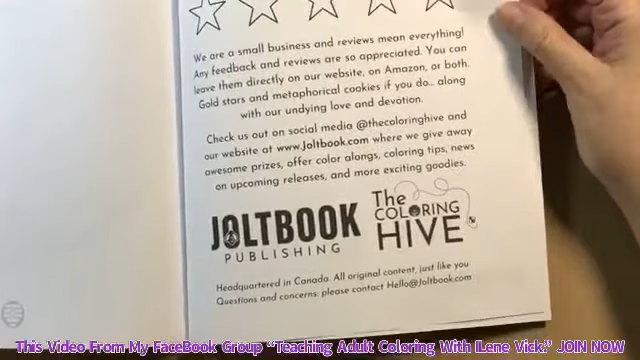 We are a small business and reviews mean everything!
Any feedback and reviews are so appreciated. You can
leave them directly on our website, on Amazon, or both.
Gold stars and metaphorical cookies if you do... along
with our undying love and devotion.
Check us out on social media @thecoloringhive and
our website at www.Joltbook.com where we give away
awesome prizes, offer color alongs, coloring tips, news
on upcoming releases, and more exciting goodies.
JOLTBOOK
PUBLISHING
The
COLORING
HIVE
Headquartered in Canada. All original content, just like you
Questions and concerns: please contact Hello@Joltbook.com
This Video From My FaceBook Group "Teaching Adult Coloring With ILene Vick" JOIN NOW